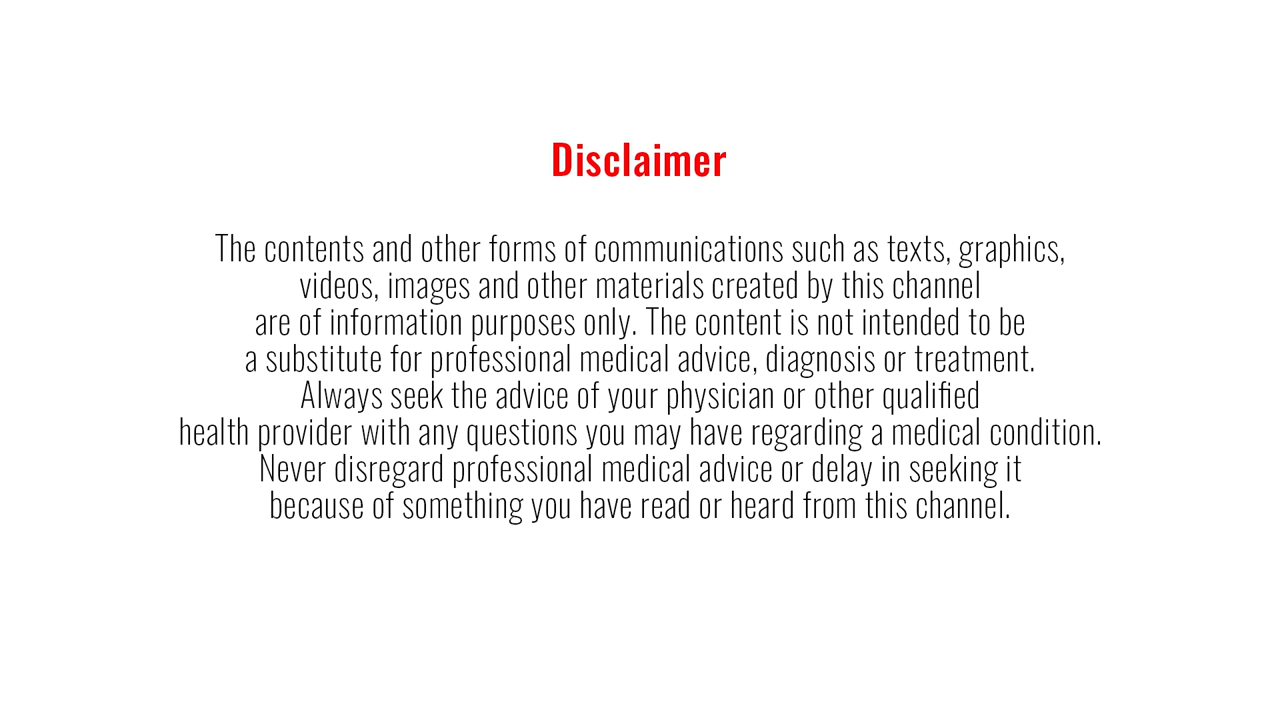 Disclaimer
The contents and other forms of communications such as texts, graphics,
videos, images and other materials created by this channel
are of information purposes only. The content is not intended to be
a substitute for professional medical advice, diagnosis or treatment.
Always seek the advice of your physician or other qualified
health provider with any questions you may have regarding a medical condition.
Never disregard professional medical advice or delay in seeking it
because of something you have read or heard from this channel.